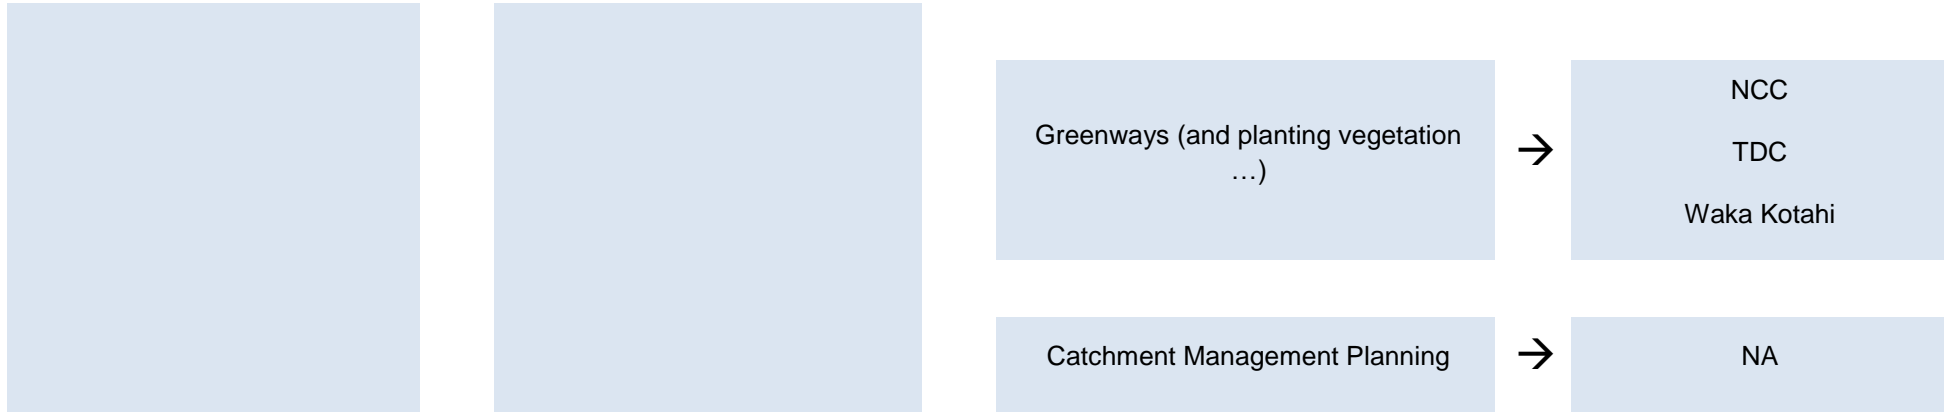 Greenways (and planting vegetation
…)
→
NCC
TDC
Waka Kotahi
Catchment Management Planning
→
NA